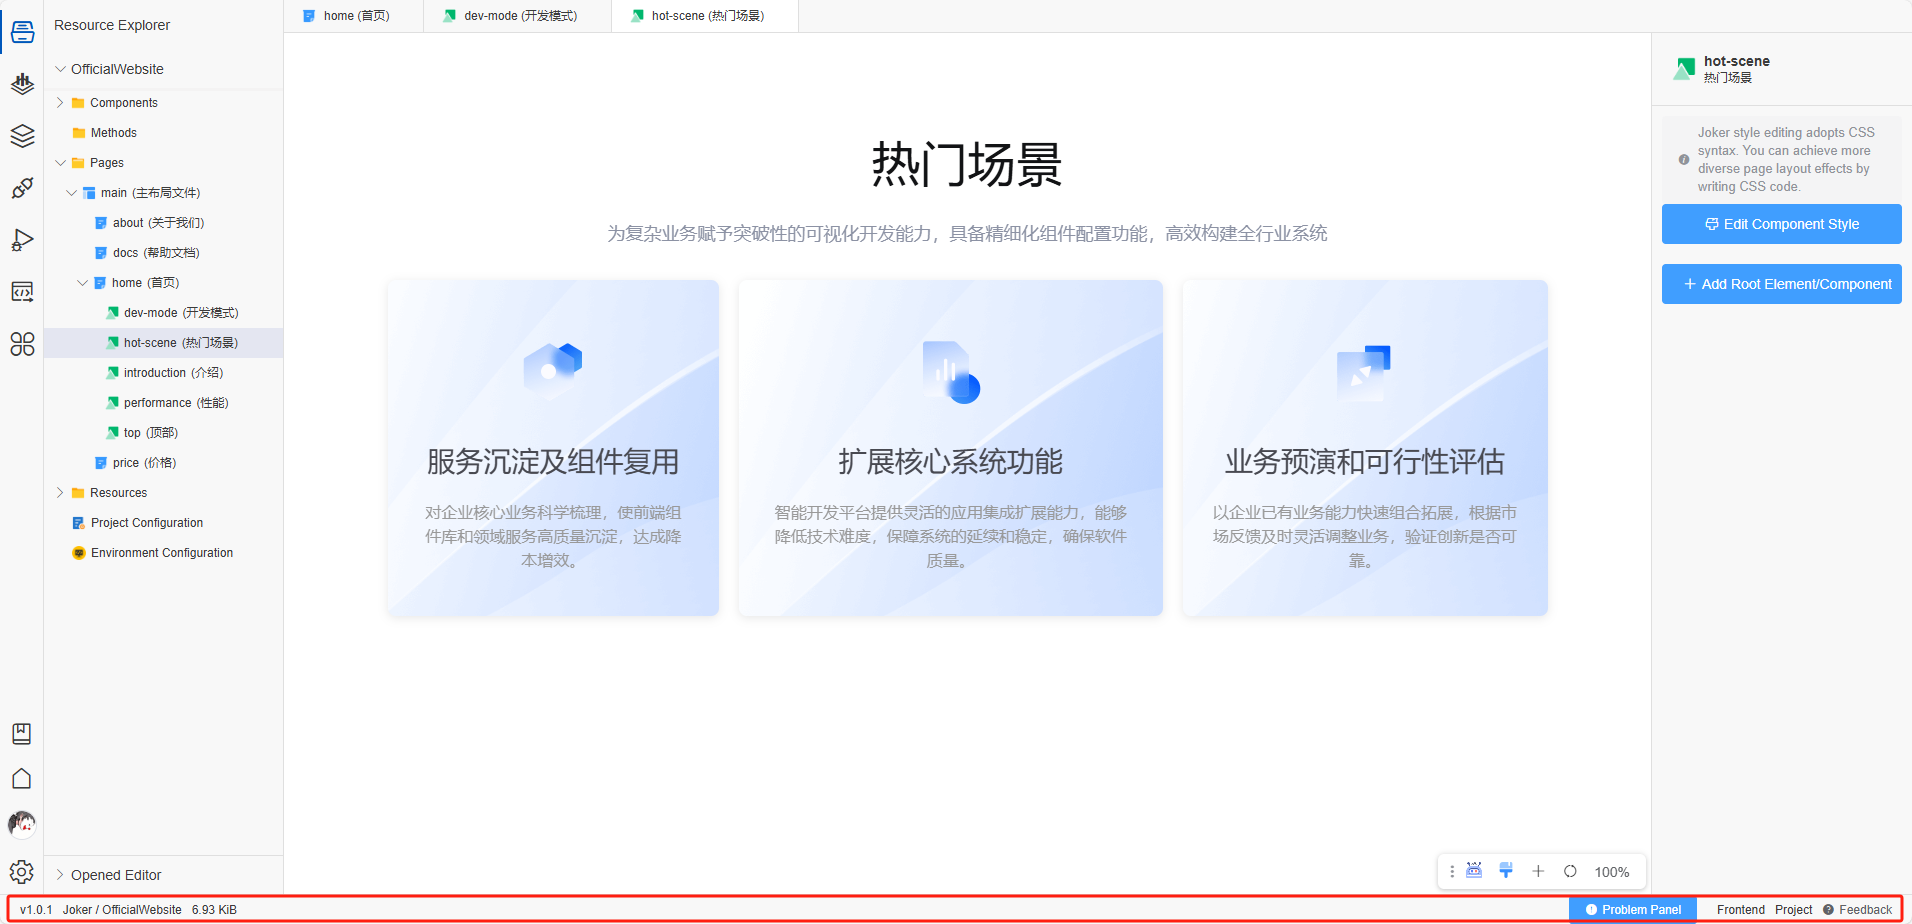 Resource Explorer
OfficialWebsite
Components
Methods
Pages
main (主布局文件)
about (关于我们)
docs (帮助文档)
home (首页)
dev-mode (开发模式)
hot-scene (热门场景)
introduction (介绍)
performance (性能)
top (顶部)
price (价格)
Resources
Project Configuration
Environment Configuration
Opened Editor
home (首页)
dev-mode (开发模式)
hot-scene (热门场景)
热门场景
为复杂业务赋予突破性的可视化开发能力，具备精细化组件配置功能，高效构建全行业系统
服务沉淀及组件复用
对企业核心业务科学梳理，使前端组
件库和领域服务高质量沉淀，达成降
本增效。
扩展核心系统功能
智能开发平台提供灵活的应用集成扩展能力，能够
降低技术难度，保障系统的延续和稳定，确保软件
质量。
业务预演和可行性评估
以企业已有业务能力快速组合拓展，根据市
场反馈及时灵活调整业务，验证创新是否可
靠。
100%
hot-scene
热门场景
Joker style editing adopts CSS
syntax. You can achieve more
diverse page layout effects by
writing CSS code.
Edit Component Style
Add Root Element/Component
v1.0.1 Joker / OfficialWebsite 6.93 KiB
Problem Panel Frontend Project Feedback